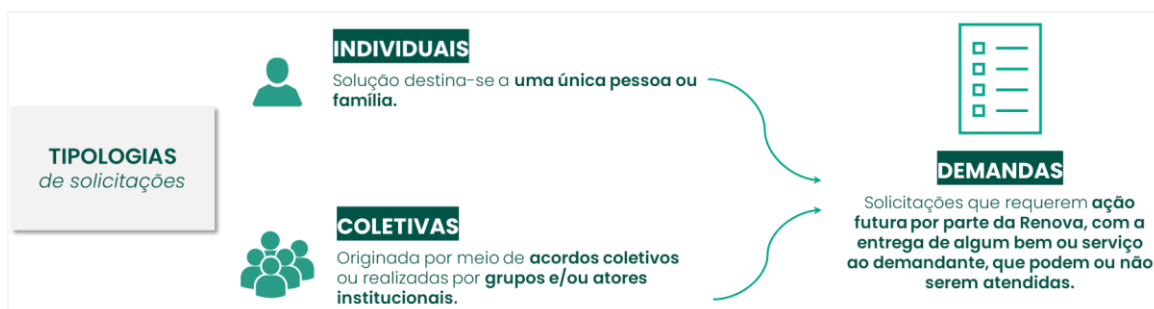 TIPOLOGIAS
de solicitações
INDIVIDUAIS
Solução destina-se a uma única pessoa ou
família.
COLETIVAS
Originada por meio de acordos coletivos
ou realizadas por grupos e/ou atores
institucionais.
DEMANDAS
Solicitações que requerem ação
futura por parte da Renova, com a
entrega de algum bem ou serviço
ao demandante, que podem ou não
serem atendidas.